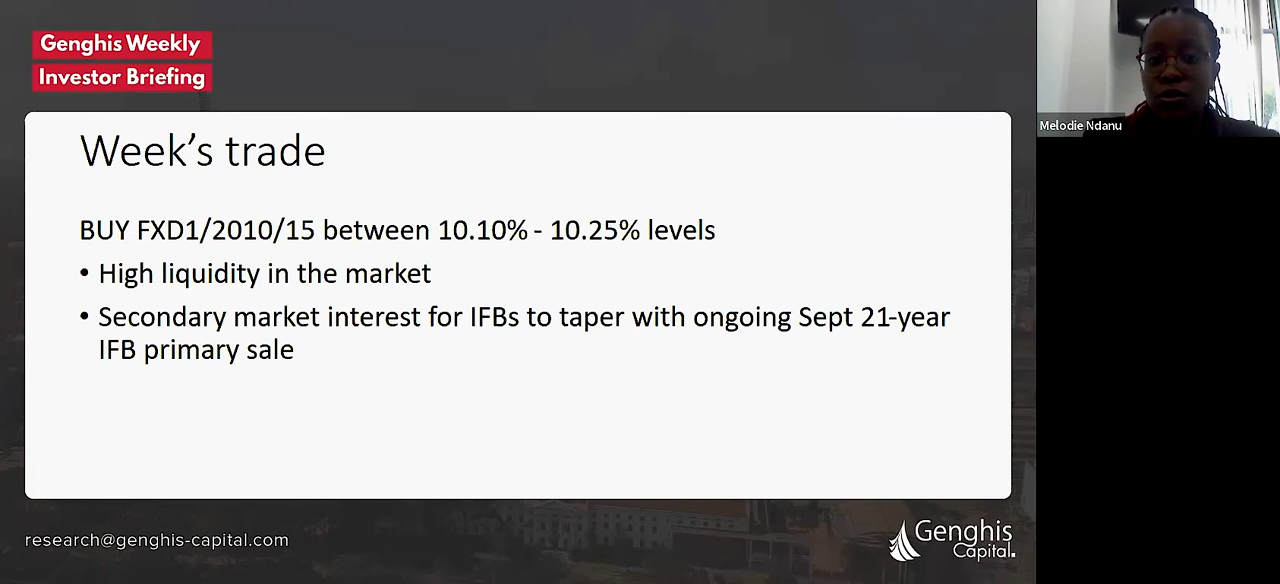 Genghis Weekly
Investor Briefing
Melodie Ndanu
Week's trade
BUY FXD1/2010/15 between 10.10% - 10.25% levels
• High liquidity in the market
• Secondary market interest for IFBs to taper with ongoing Sept 21-year
IFB primary sale
research@genghis-capital.com
Genghis
Capital.